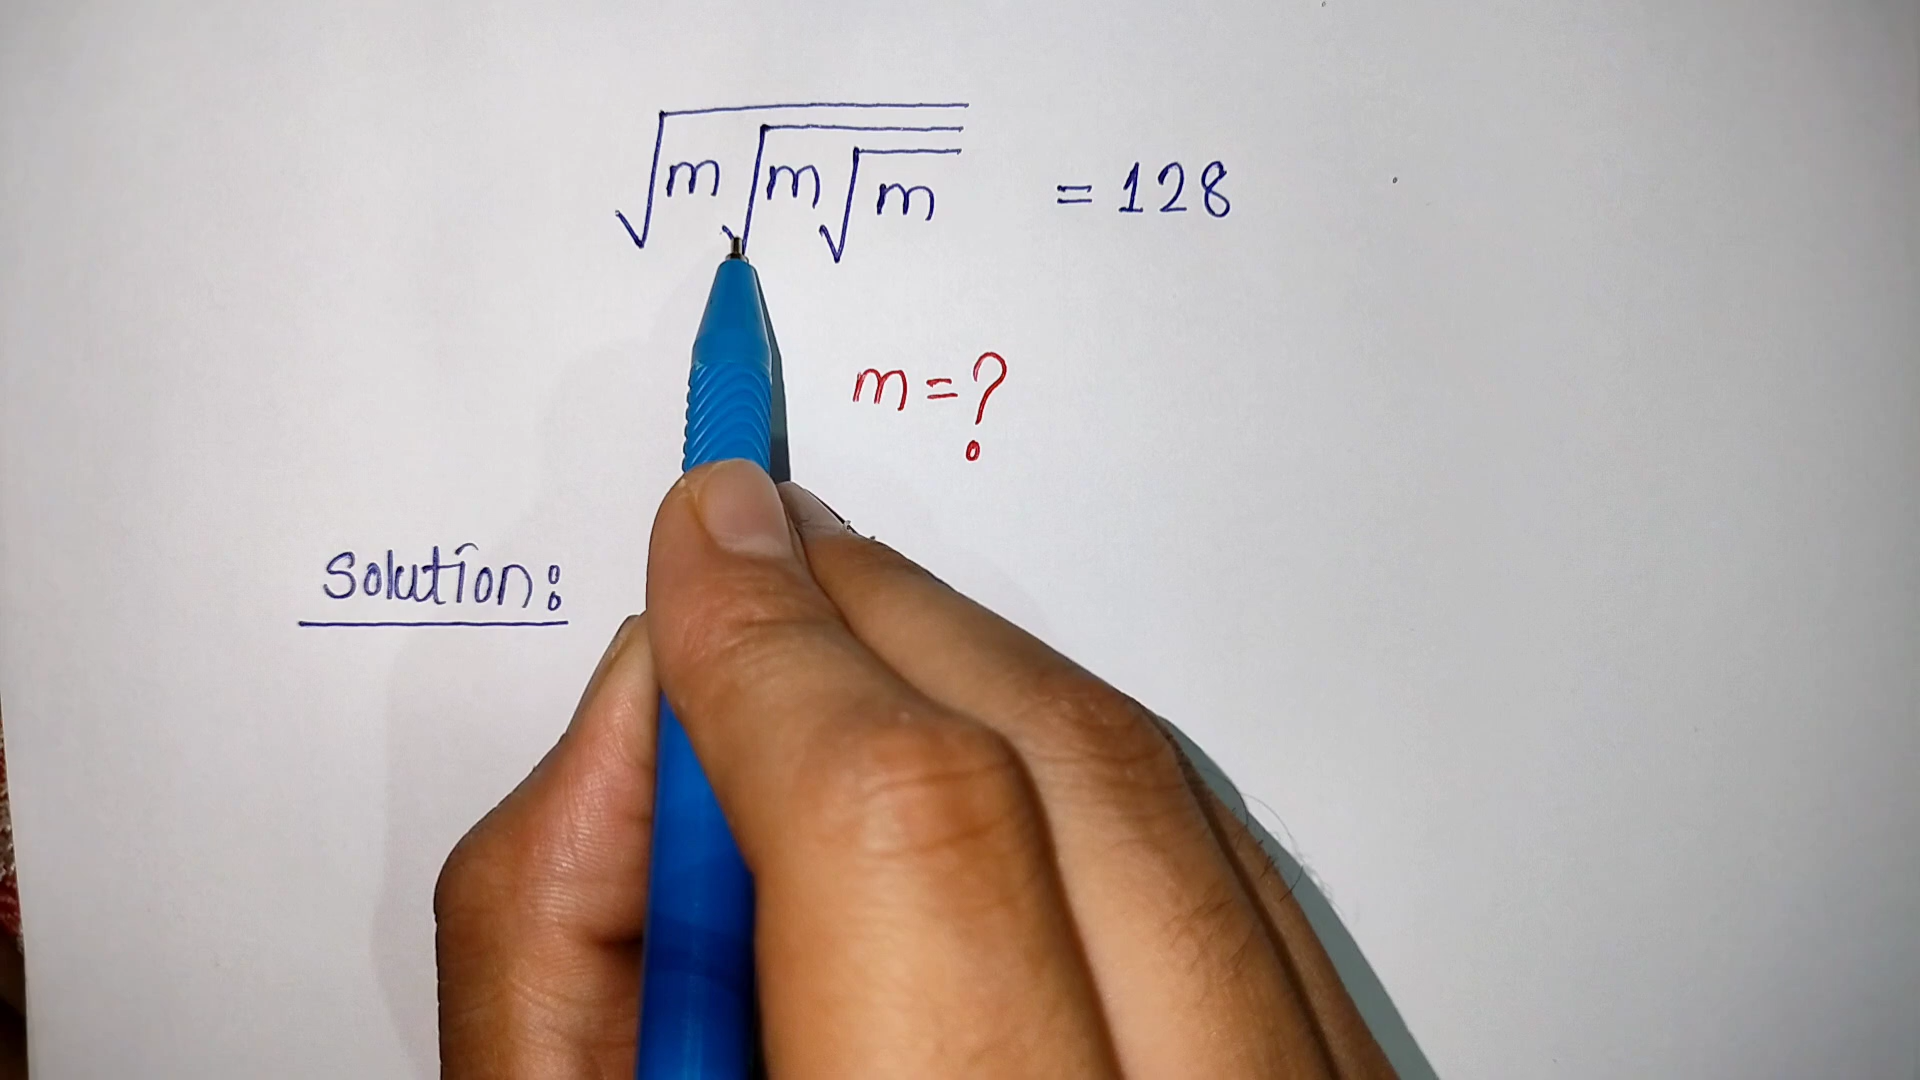 √(m√(m√m)) = 128
m = ?
Solution: